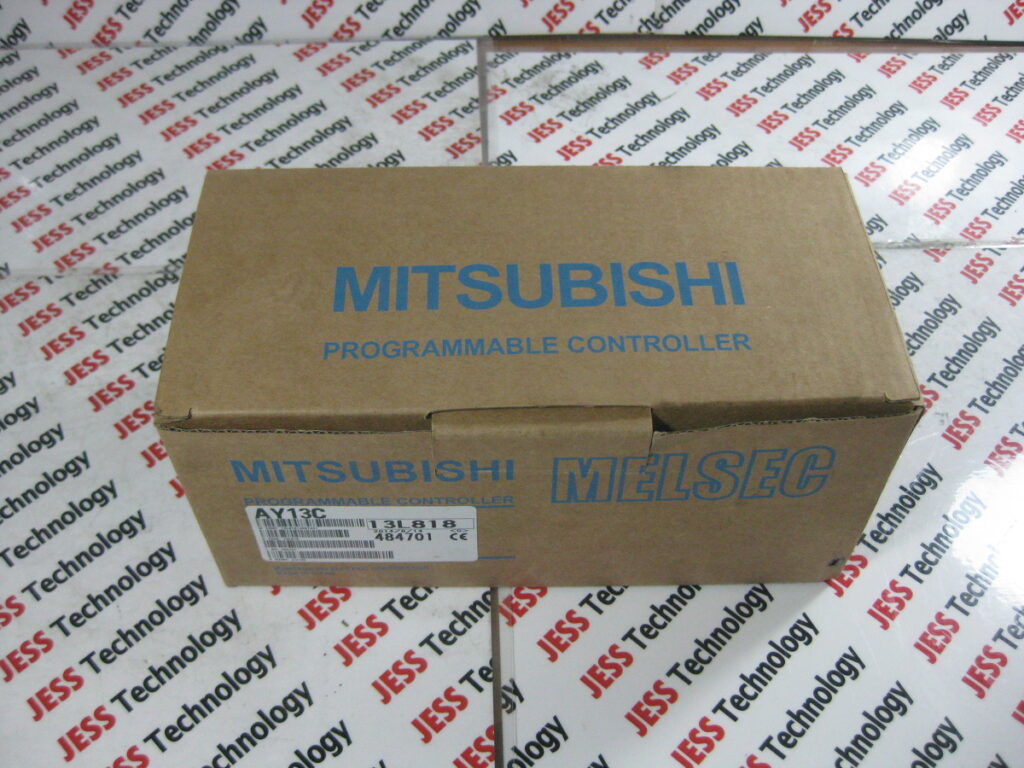 MITSUBISHI
PROGRAMMABLE CONTROLLER
MITSUBISHI
MELSEC
PROGRAMMABLE CONTROLLER
AY13C
13L818
484701 CE
JESS Technology